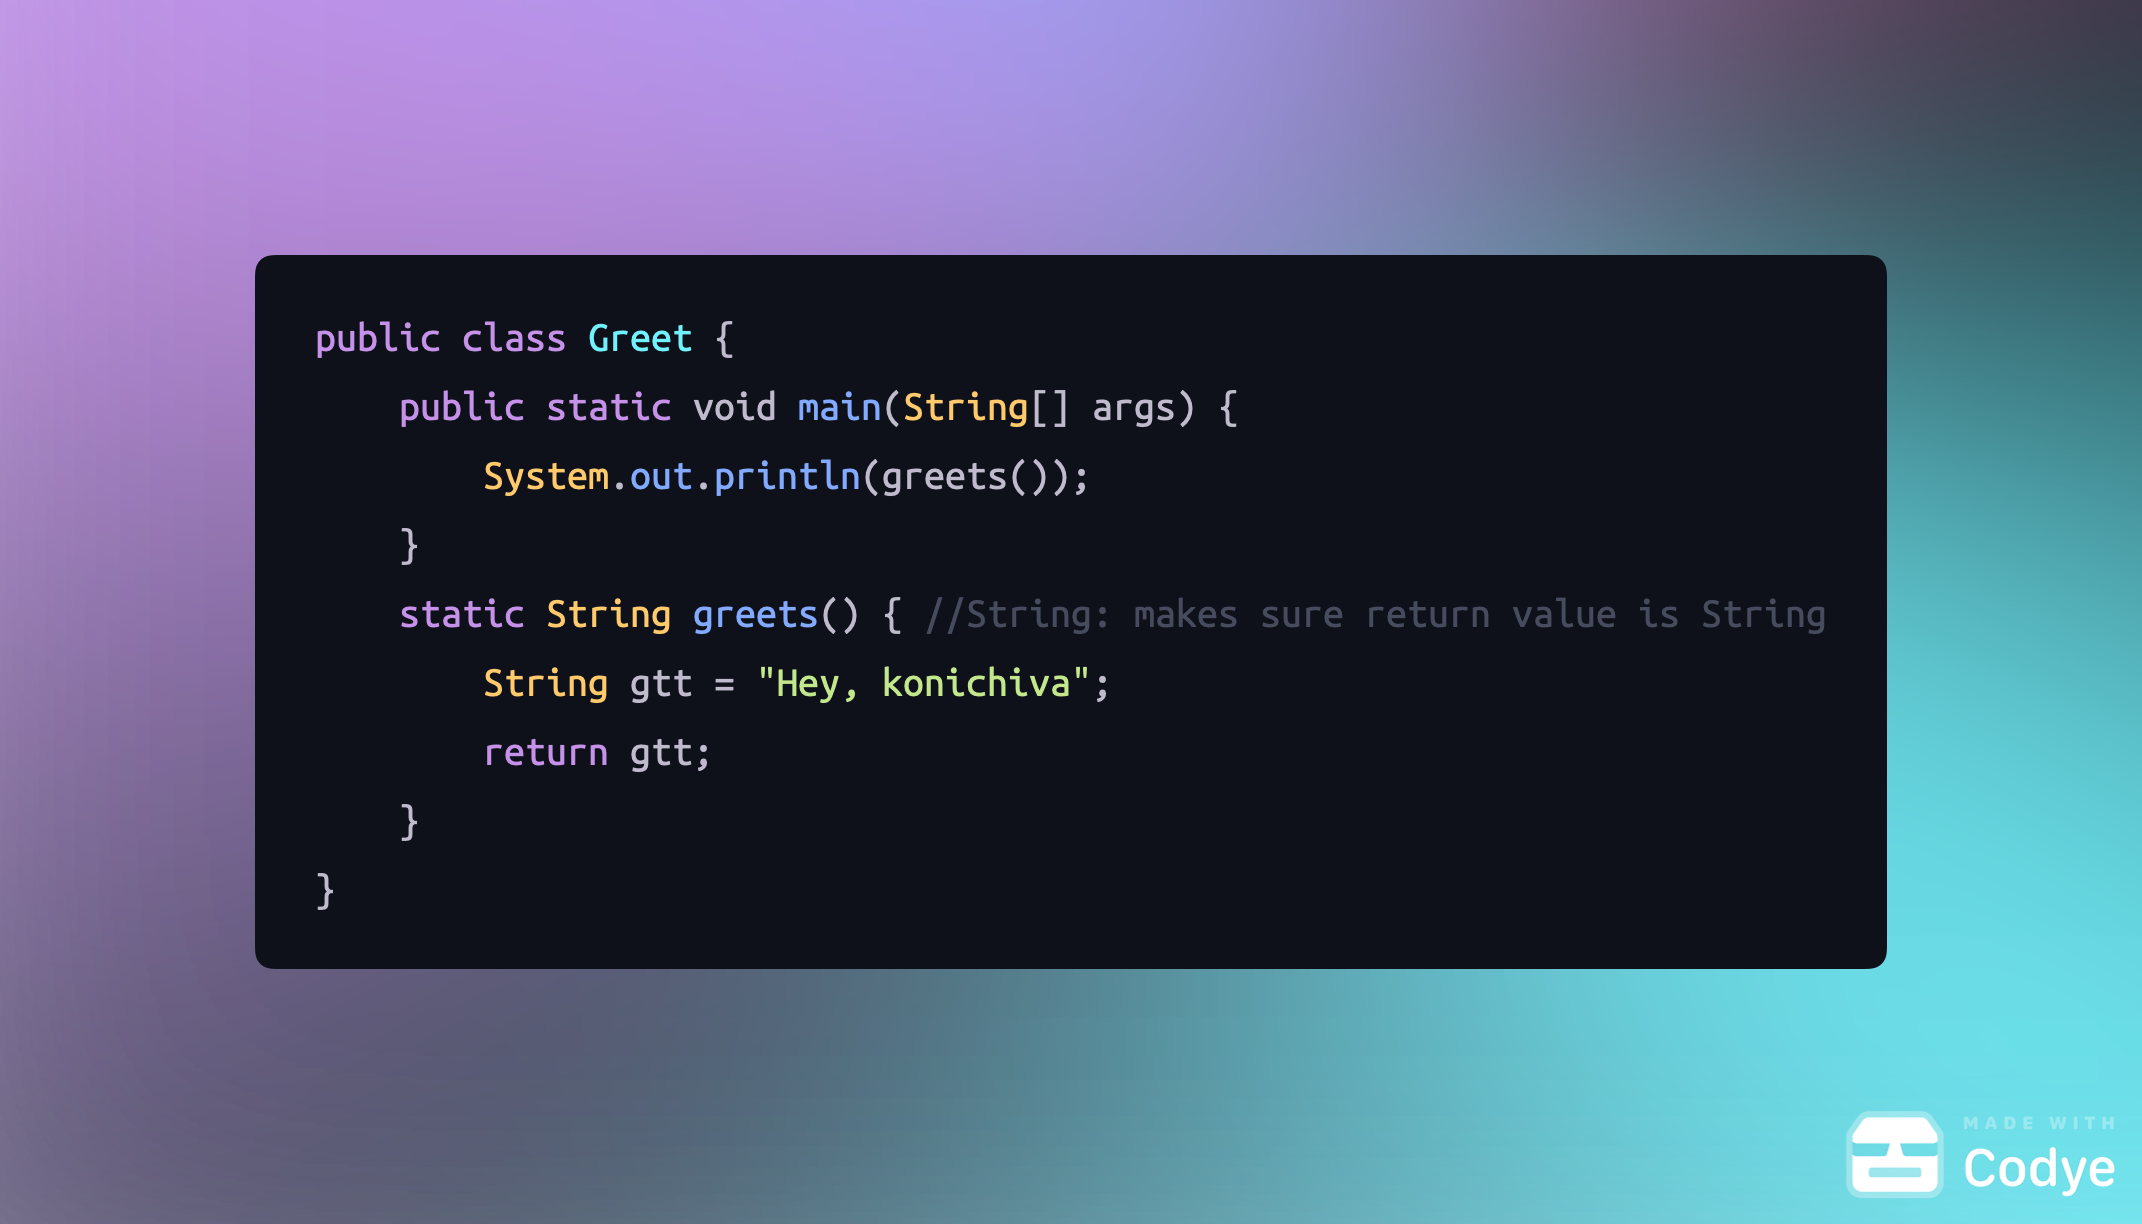 public class Greet {
public static void main(String[] args) {
System.out.println(greets());
}
static String greets() { //String: makes sure return value is String
String gtt = "Hey, konichiva";
return gtt;
}
}
MADE WITH
Codye